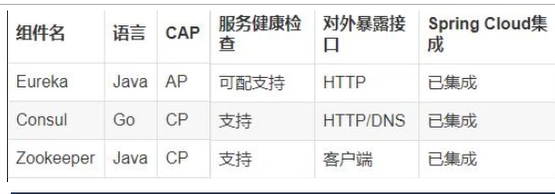 组件名 语言 CAP 服务健康检查 对外暴露接口 Spring Cloud集成
Eureka Java AP 可配支持 HTTP 已集成
Consul Go CP 支持 HTTP/DNS 已集成
Zookeeper Java CP 支持 客户端 已集成